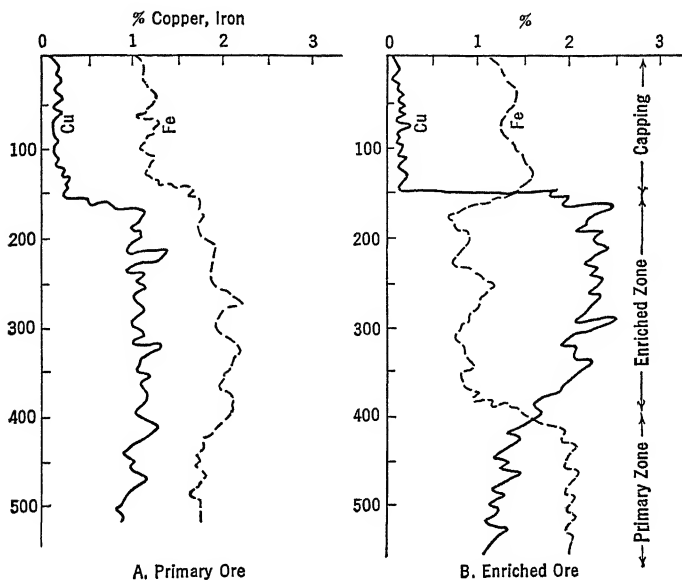 % Copper, Iron
0 1 2 3
Cu
Fe
100
200
300
400
500
A. Primary Ore
%
0 1 2 3
Cu
Fe
100
200
300
400
500
Capping
Enriched Zone
Primary Zone
B. Enriched Ore